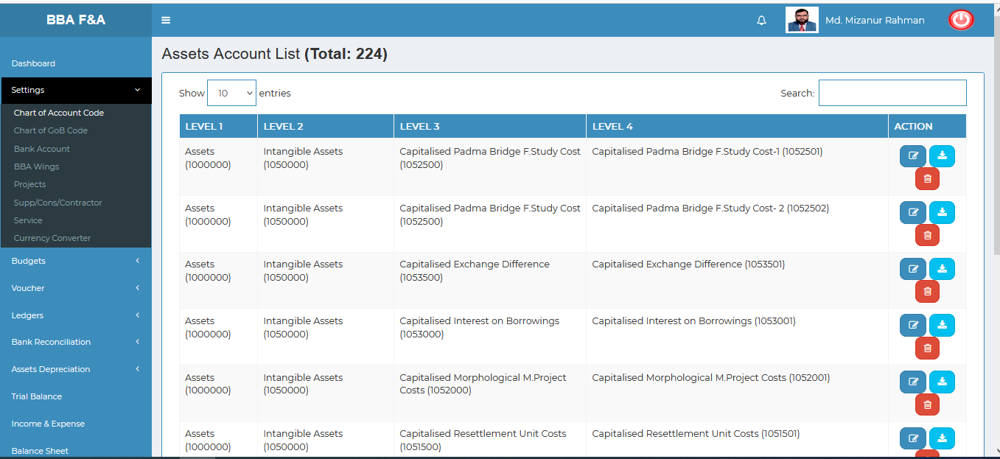 BBA F&A
Md. Mizanur Rahman
Dashboard
Settings
Chart of Account Code
Chart of GoB Code
Bank Account
BBA Wings
Projects
Supp/Cons/Contractor
Service
Currency Converter
Budgets
Voucher
Ledgers
Bank Reconciliation
Assets Depreciation
Trial Balance
Income & Expense
Balance Sheet
Assets Account List (Total: 224)
Show 10 entries
Search:
LEVEL 1 LEVEL 2 LEVEL 3 LEVEL 4 ACTION
Assets Intangible Assets Capitalised Padma Bridge F.Study Cost Capitalised Padma Bridge F.Study Cost-1 (1052501)
(1000000) (1050000) (1052500)
Assets Intangible Assets Capitalised Padma Bridge F.Study Cost Capitalised Padma Bridge F.Study Cost- 2 (1052502)
(1000000) (1050000) (1052500)
Assets Intangible Assets Capitalised Exchange Difference Capitalised Exchange Difference (1053501)
(1000000) (1050000) (1053500)
Assets Intangible Assets Capitalised Interest on Borrowings Capitalised Interest on Borrowings (1053001)
(1000000) (1050000) (1053000)
Assets Intangible Assets Capitalised Morphological M.Project Capitalised Morphological M.Project Costs (1052001)
(1000000) (1050000) Costs (1052000)
Assets Intangible Assets Capitalised Resettlement Unit Costs Capitalised Resettlement Unit Costs (1051501)
(1000000) (1050000) (1051500)